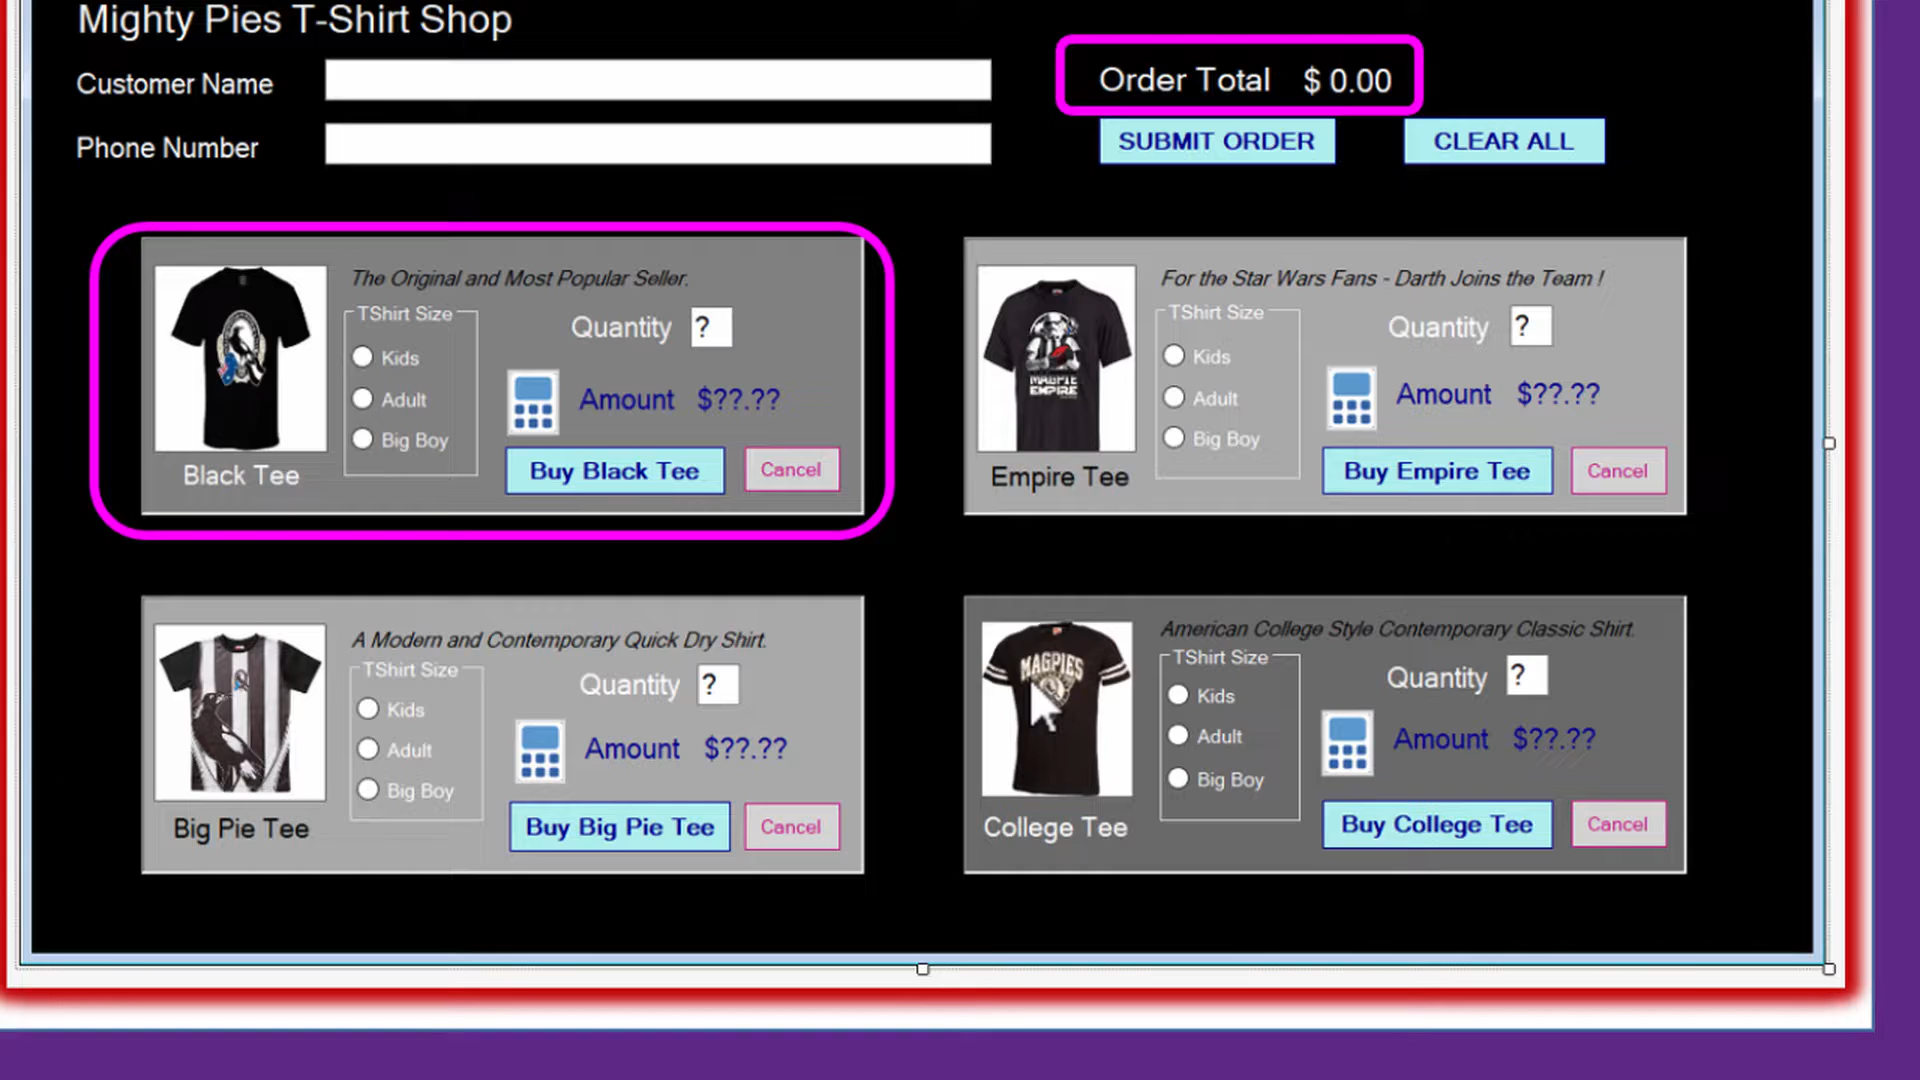 Mighty Pies T-Shirt Shop
Customer Name
Order Total $ 0.00
Phone Number
SUBMIT ORDER
CLEAR ALL
The Original and Most Popular Seller.
TShirt Size
Quantity ?
Kids
Adult
Big Boy
Amount $??.??
Black Tee
Buy Black Tee
Cancel
For the Star Wars Fans - Darth Joins the Team !
TShirt Size
Quantity ?
Kids
Adult
Big Boy
Amount $??.??
MAGPIE
EMPIRE
Empire Tee
Buy Empire Tee
Cancel
A Modern and Contemporary Quick Dry Shirt.
TShirt Size
Quantity ?
Kids
Adult
Big Boy
Amount $??.??
Big Pie Tee
Buy Big Pie Tee
Cancel
American College Style Contemporary Classic Shirt.
TShirt Size
Quantity ?
Kids
Adult
Big Boy
Amount $??.??
MAGPIES
College Tee
Buy College Tee
Cancel